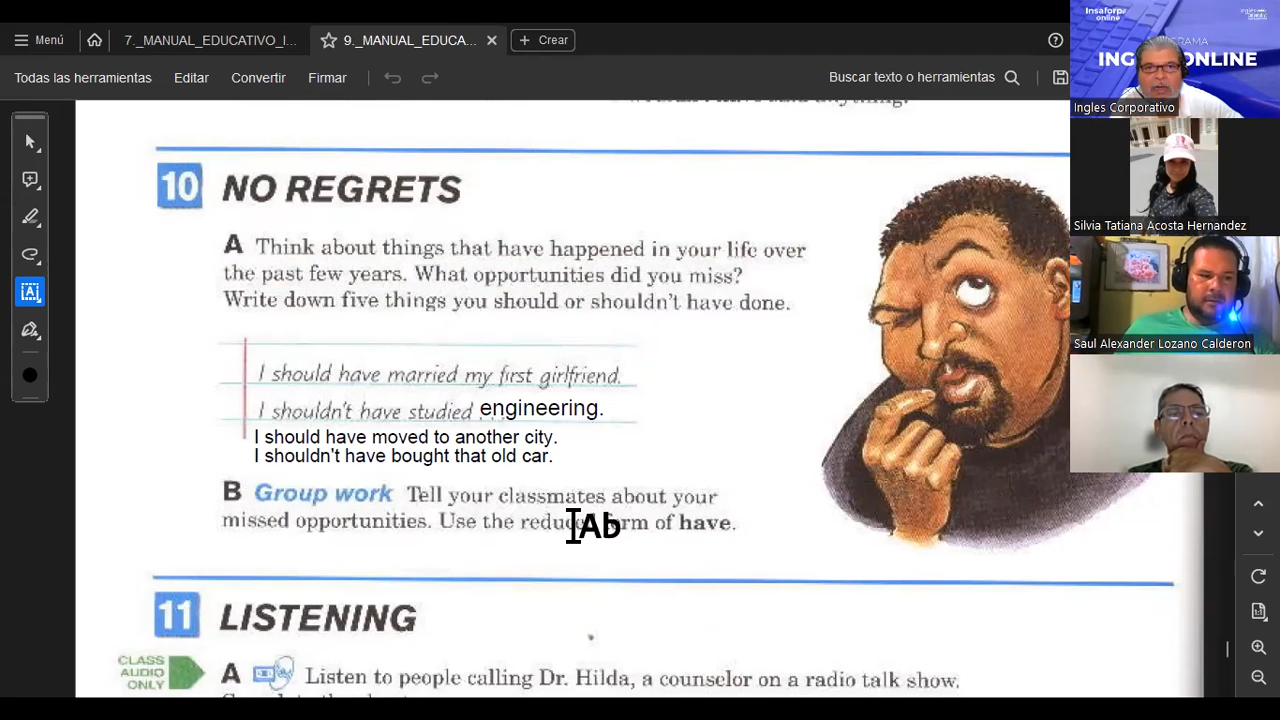 Menú
7._MANUAL_EDUCATIVO_I...
9._MANUAL_EDUCA...
Crear
Todas las herramientas
Editar
Convertir
Firmar
Buscar texto o herramientas
Insaforp
online
INGLES ONLINE
Ingles Corporativo
Silvia Tatiana Acosta Hernandez
Saul Alexander Lozano Calderon
10 NO REGRETS
A Think about things that have happened in your life over
the past few years. What opportunities did you miss?
Write down five things you should or shouldn't have done.
I should have married my first girlfriend.
I shouldn't have studied ... engineering.
I should have moved to another city.
I shouldn't have bought that old car.
B Group work Tell your classmates about your
missed opportunities. Use the reduced form of have.
Ab
11 LISTENING
CLASS
AUDIO
ONLY
A Listen to people calling Dr. Hilda, a counselor on a radio talk show.